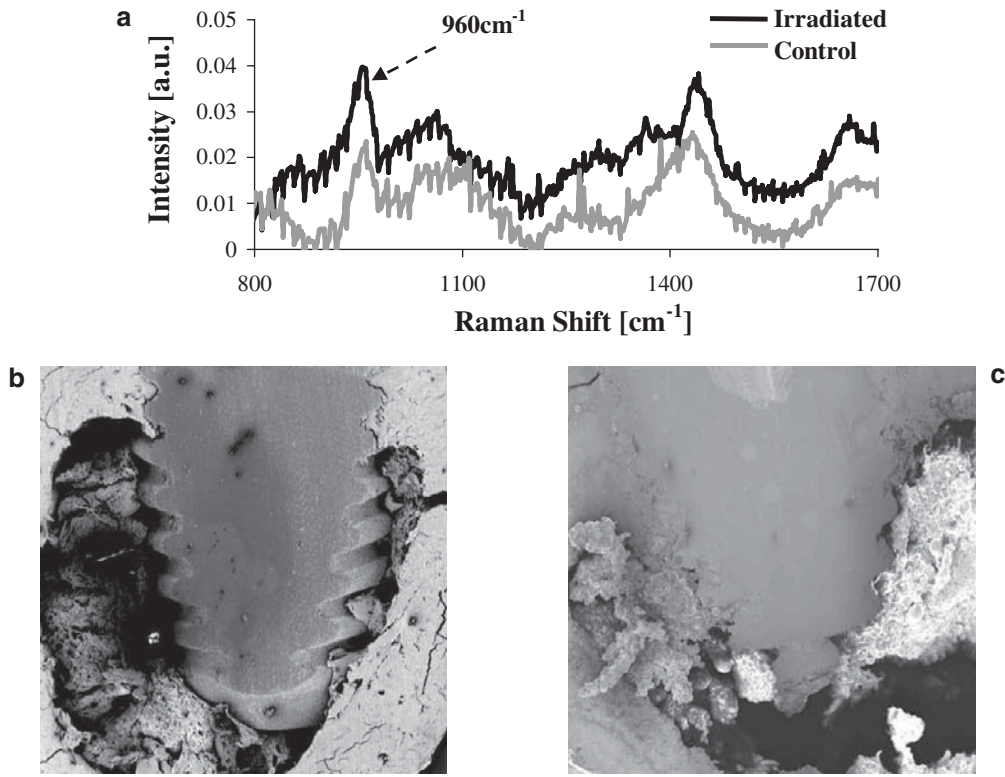 a
960cm⁻¹
Irradiated
Control
0.05
0.04
0.03
0.02
0.01
0
Intensity [a.u.]
800
1100
1400
1700
Raman Shift [cm⁻¹]
b
c